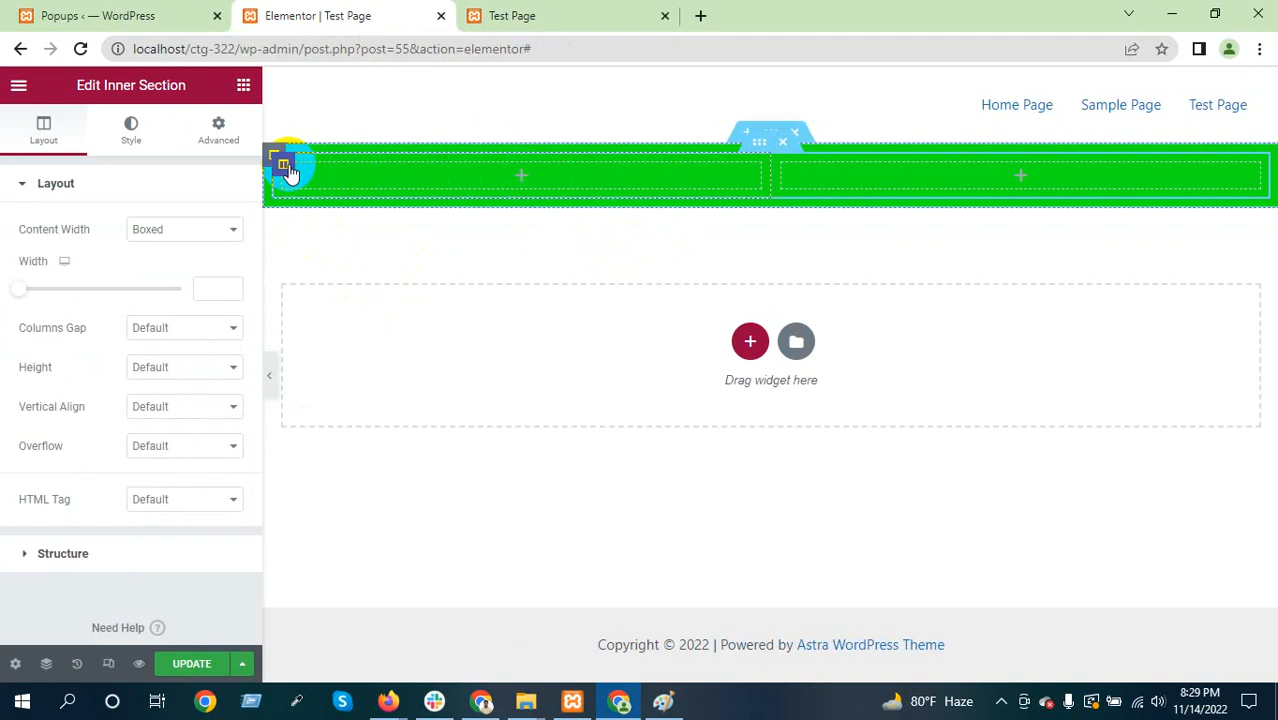 Popups ‹ — WordPress
Elementor | Test Page
Test Page
localhost/ctg-322/wp-admin/post.php?post=55&action=elementor#
Edit Inner Section
Layout
Style
Advanced
Layout
Content Width
Boxed
Width
Columns Gap
Default
Height
Default
Vertical Align
Default
Overflow
Default
HTML Tag
Default
Structure
Need Help ?
UPDATE
Home Page
Sample Page
Test Page
Drag widget here
Copyright © 2022 | Powered by Astra WordPress Theme
80°F Haze
8:29 PM
11/14/2022